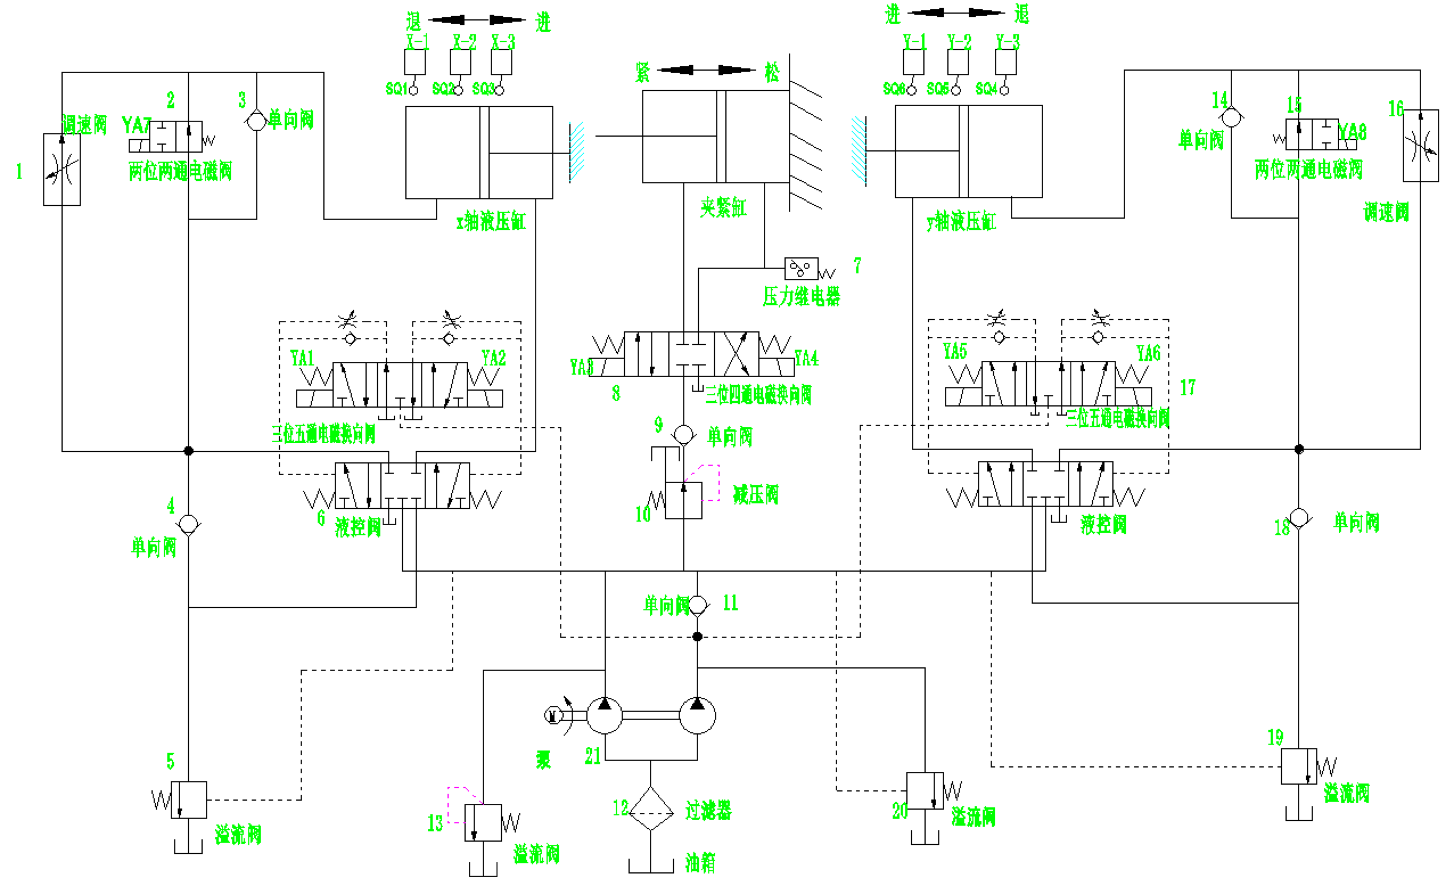 退 进
X-1 X-2 X-3
SQ1 SQ2 SQ3
紧 松
进 退
Y-1 Y-2 Y-3
SQ6 SQ5 SQ4
1
调速阀
2
YA7
两位两通电磁阀
3
单向阀
x轴液压缸
夹紧缸
y轴液压缸
14
单向阀
15
YA8
两位两通电磁阀
16
调速阀
7
压力继电器
YA1 YA2
三位五通电磁换向阀
YA3 YA4
8
三位四通电磁换向阀
YA5 YA6
17
三位五通电磁换向阀
9
单向阀
10
减压阀
4
单向阀
6
液控阀
液控阀
18
单向阀
单向阀
11
M
泵
21
5
溢流阀
13
溢流阀
12
过滤器
油箱
20
溢流阀
19
溢流阀